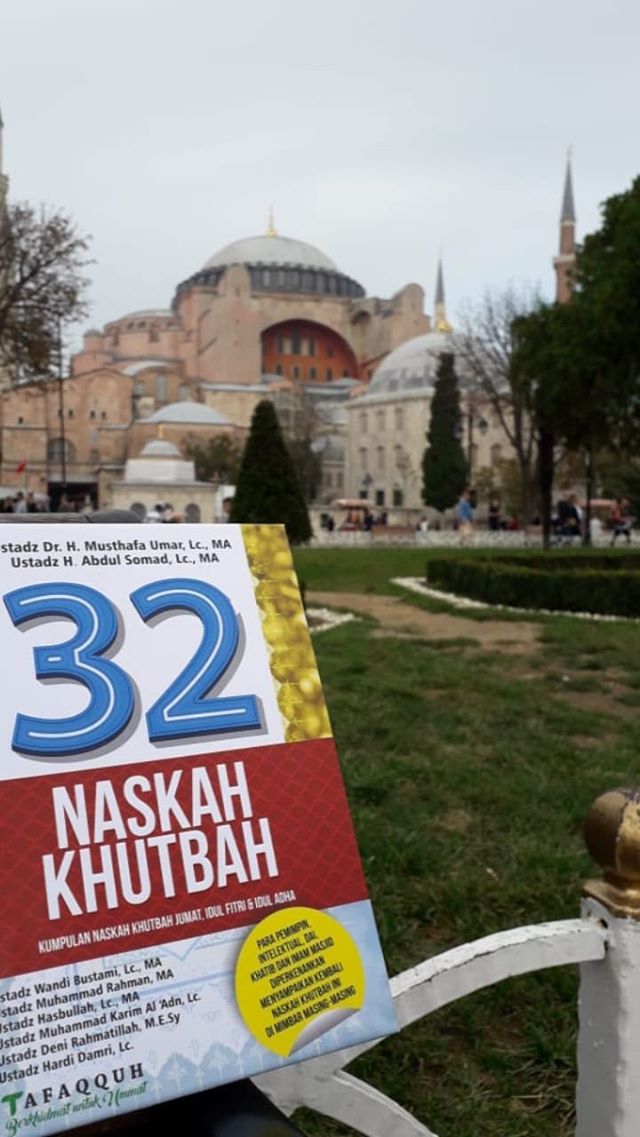 Ustadz Dr. H. Musthafa Umar, Lc., MA
Ustadz H. Abdul Somad, Lc., MA
32
NASKAH
KHUTBAH
KUMPULAN NASKAH KHUTBAH JUMAT, IDUL FITRI & IDUL ADHA
PARA PEMIMPIN,
INTELEKTUAL, DAI,
KHATIB DAN IMAM MASJID
DIPERKENANKAN
MENYAMPAIKAN KEMBALI
NASKAH KHUTBAH INI
DI MIMBAR MASING-MASING
Ustadz Wandi Bustami, Lc., MA
Ustadz Muhammad Rahman, MA
Ustadz Hasbullah, Lc., MA
Ustadz Muhammad Karim Al 'Adn, Lc.
Ustadz Deni Rahmatillah, M.E.Sy
Ustadz Hardi Damri, Lc.
TAFAQQUH
Berkhidmat untuk Ummat